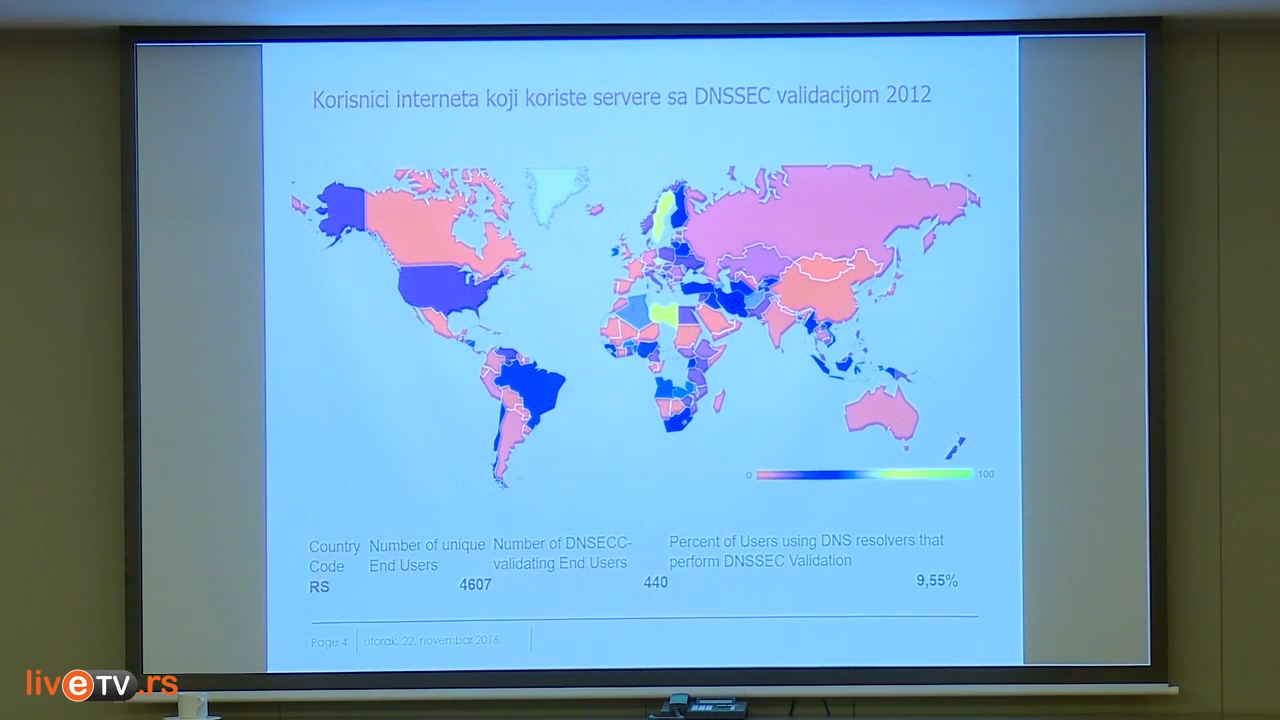 Korisnici interneta koji koriste servere sa DNSSEC validacijom 2012
0 100
Country Code
Number of unique End Users
Number of DNSECC-validating End Users
Percent of Users using DNS resolvers that perform DNSSEC Validation
RS 4607 440 9,55%
Page 4 utorak, 22. novembar 2016.
livetv.rs